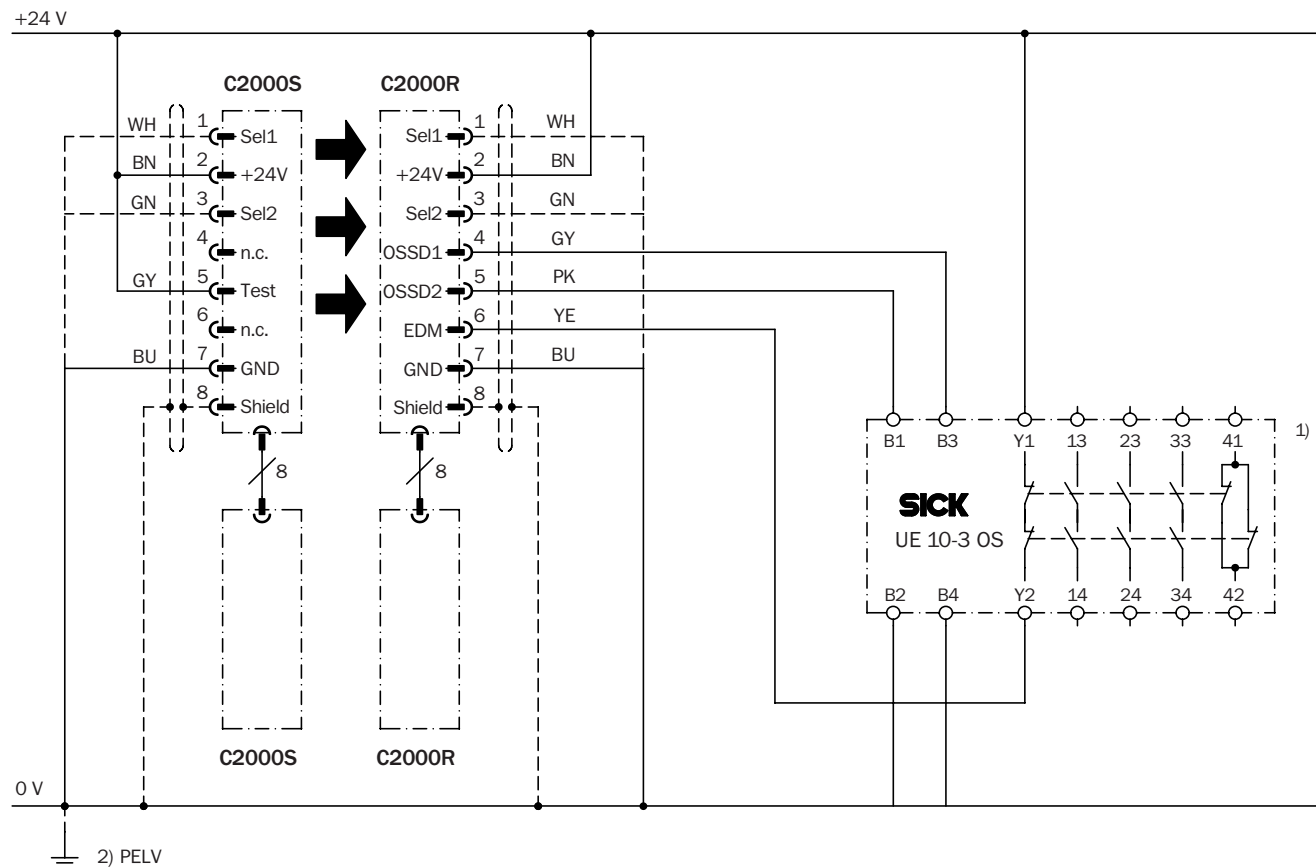 +24 V
C2000S C2000R
WH 1 Sel1 Sel1 1 WH
BN 2 +24V +24V 2 BN
GN 3 Sel2 Sel2 3 GN
4 n.c. OSSD1 4 GY
GY 5 Test OSSD2 5 PK
6 n.c. EDM 6 YE
BU 7 GND GND 7 BU
8 Shield Shield 8
B1 B3 Y1 13 23 33 41 1)
8 8
SICK
UE 10-3 OS
B2 B4 Y2 14 24 34 42
C2000S C2000R
0 V
2) PELV